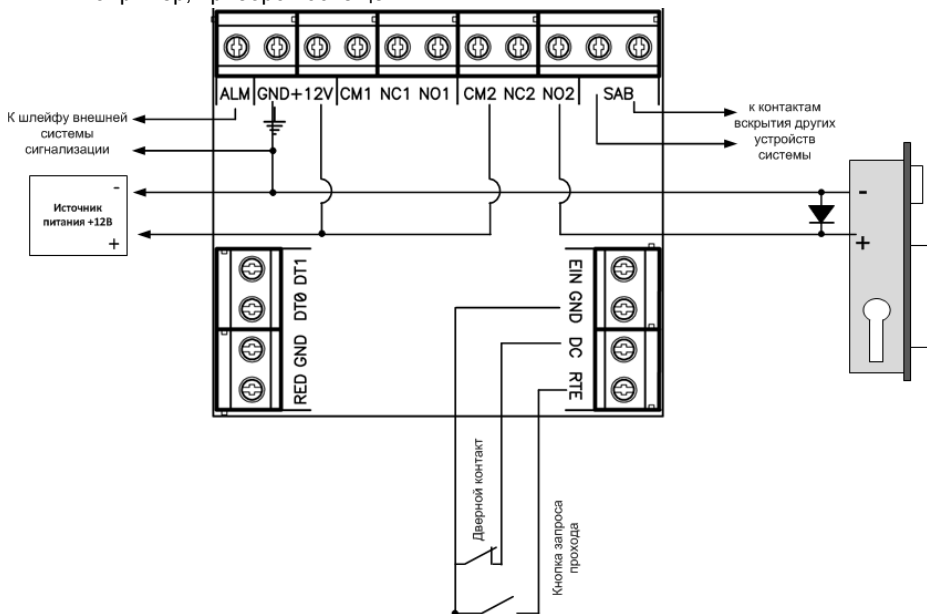 ALM GND +12V CM1 NC1 NO1 CM2 NC2 NO2 SAB
К шлейфу внешней
системы
сигнализации
к контактам
вскрытия других
устройств
системы
-
Источник
питания +12В
+
-
+
DT0 DT1
RED GND
EIN GND
DC RTE
Дверной контакт
Кнопка запроса
прохода